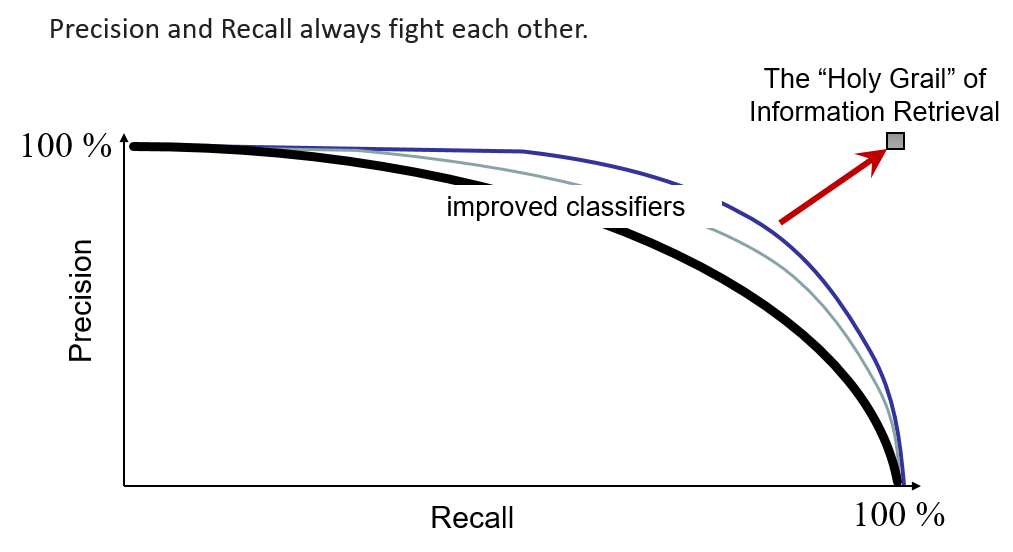 Precision and Recall always fight each other.
The “Holy Grail” of
Information Retrieval
100 %
improved classifiers
Precision
Recall
100 %